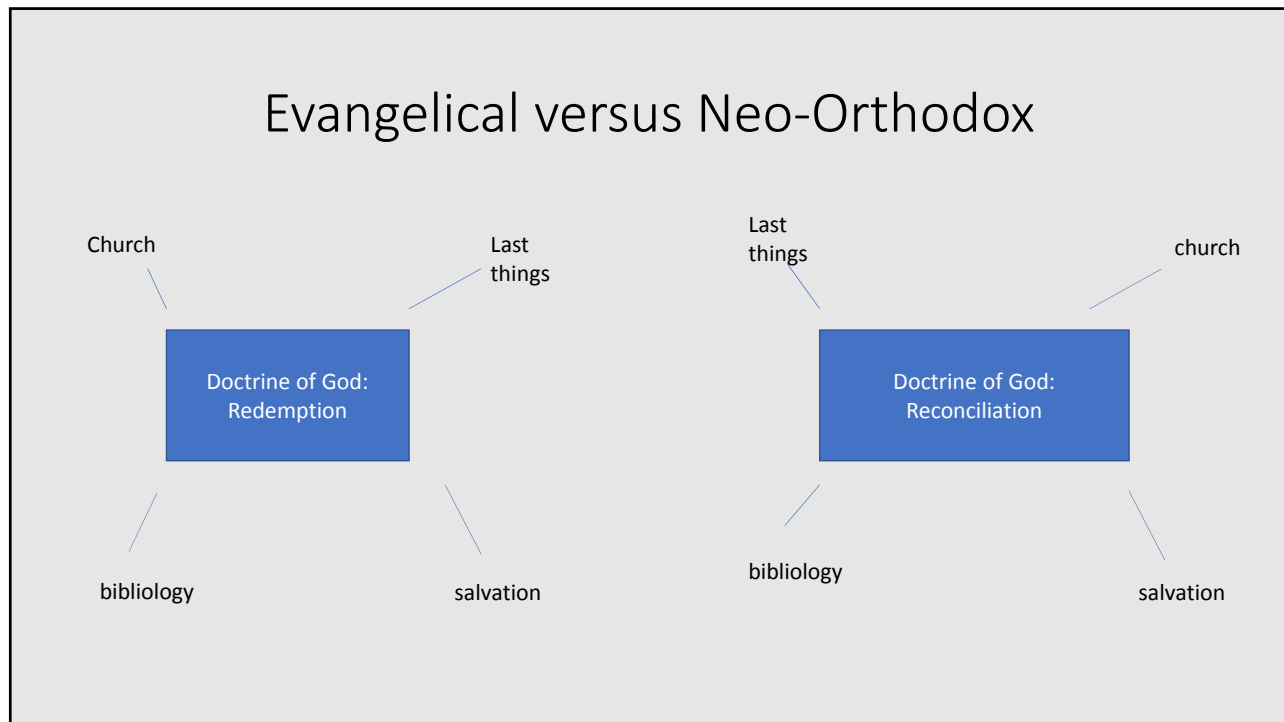 Evangelical versus Neo-Orthodox
Church
Last
things
Doctrine of God:
Redemption
bibliology
salvation
Last
things
church
Doctrine of God:
Reconciliation
bibliology
salvation